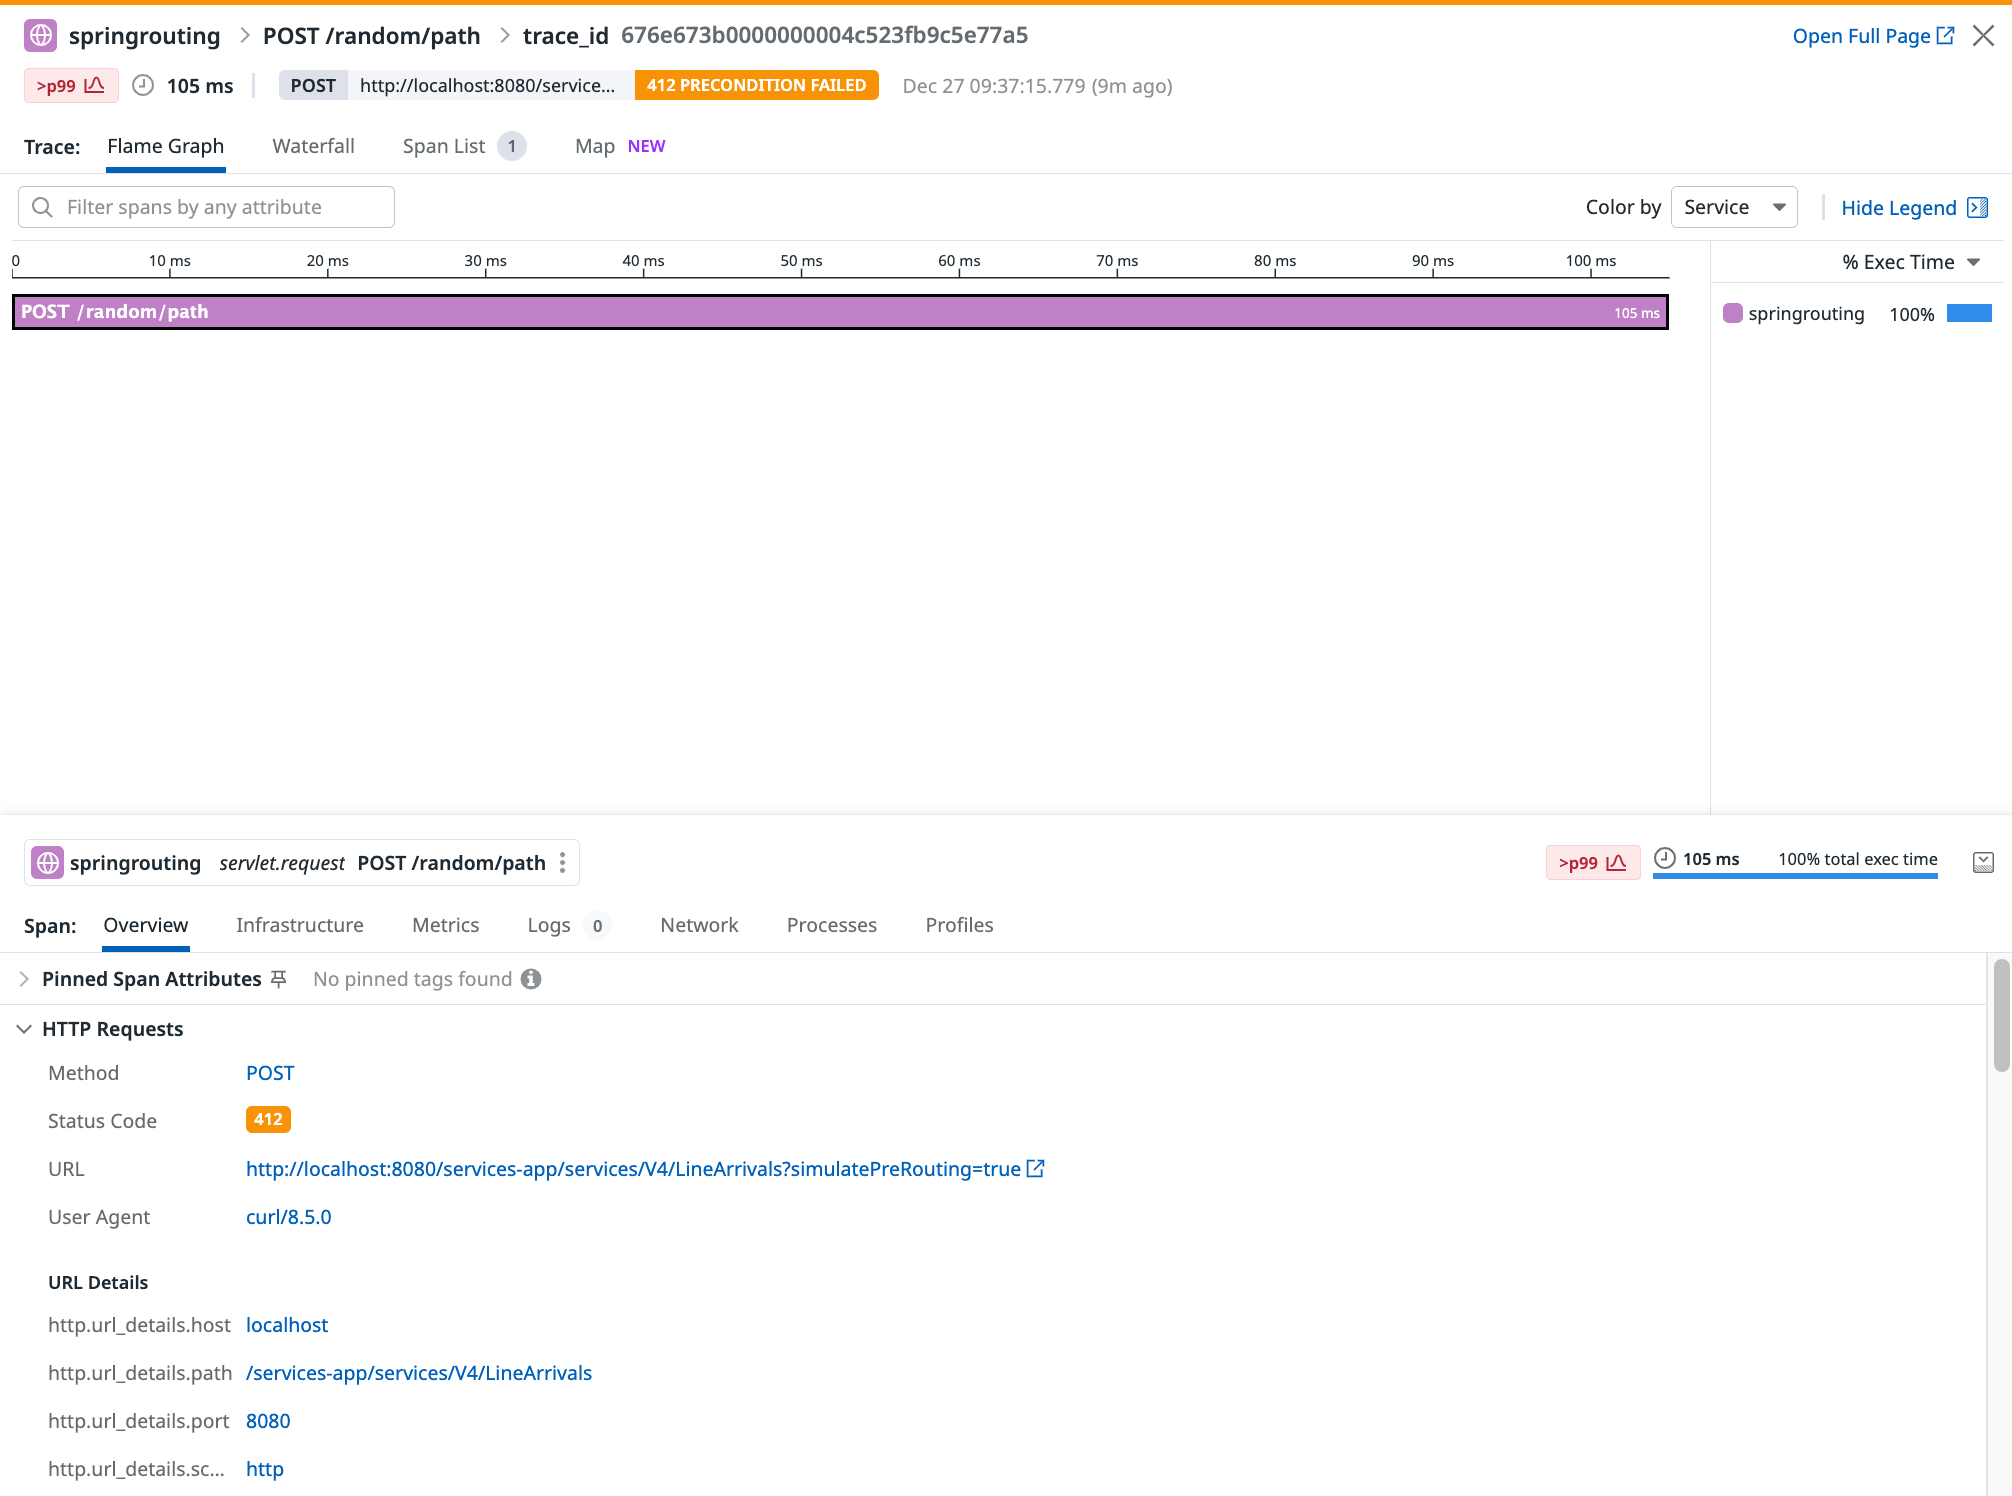 springrouting > POST /random/path > trace_id 676e673b0000000004c523fb9c5e77a5 Open Full Page
>p99 105 ms POST http://localhost:8080/service... 412 PRECONDITION FAILED Dec 27 09:37:15.779 (9m ago)
Trace: Flame Graph Waterfall Span List 1 Map NEW
Filter spans by any attribute Color by Service Hide Legend
0 10 ms 20 ms 30 ms 40 ms 50 ms 60 ms 70 ms 80 ms 90 ms 100 ms % Exec Time
POST /random/path 105 ms springrouting 100%
springrouting servlet.request POST /random/path >p99 105 ms 100% total exec time
Span: Overview Infrastructure Metrics Logs 0 Network Processes Profiles
Pinned Span Attributes No pinned tags found
HTTP Requests
Method POST
Status Code 412
URL http://localhost:8080/services-app/services/V4/LineArrivals?simulatePreRouting=true
User Agent curl/8.5.0
URL Details
http.url_details.host localhost
http.url_details.path /services-app/services/V4/LineArrivals
http.url_details.port 8080
http.url_details.sc... http